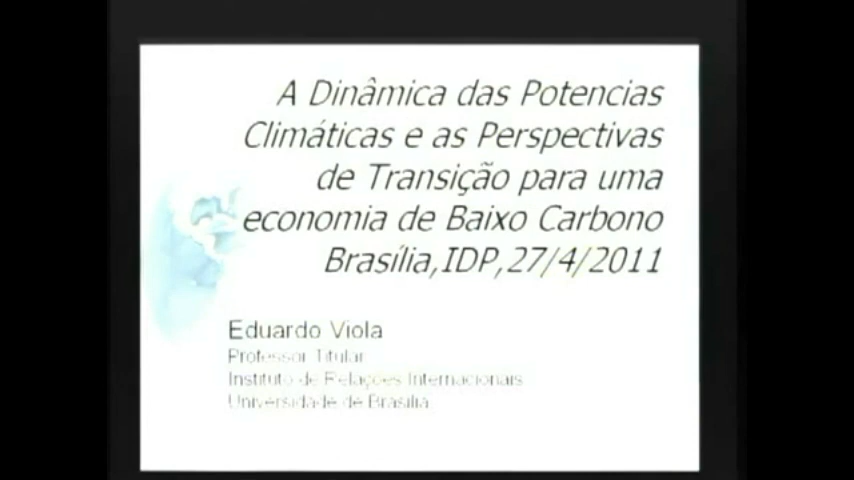 A Dinâmica das Potencias
Climáticas e as Perspectivas
de Transição para uma
economia de Baixo Carbono
Brasília,IDP,27/4/2011
Eduardo Viola
Professor Titular
Instituto de Relações Internacionais
Universidade de Brasília